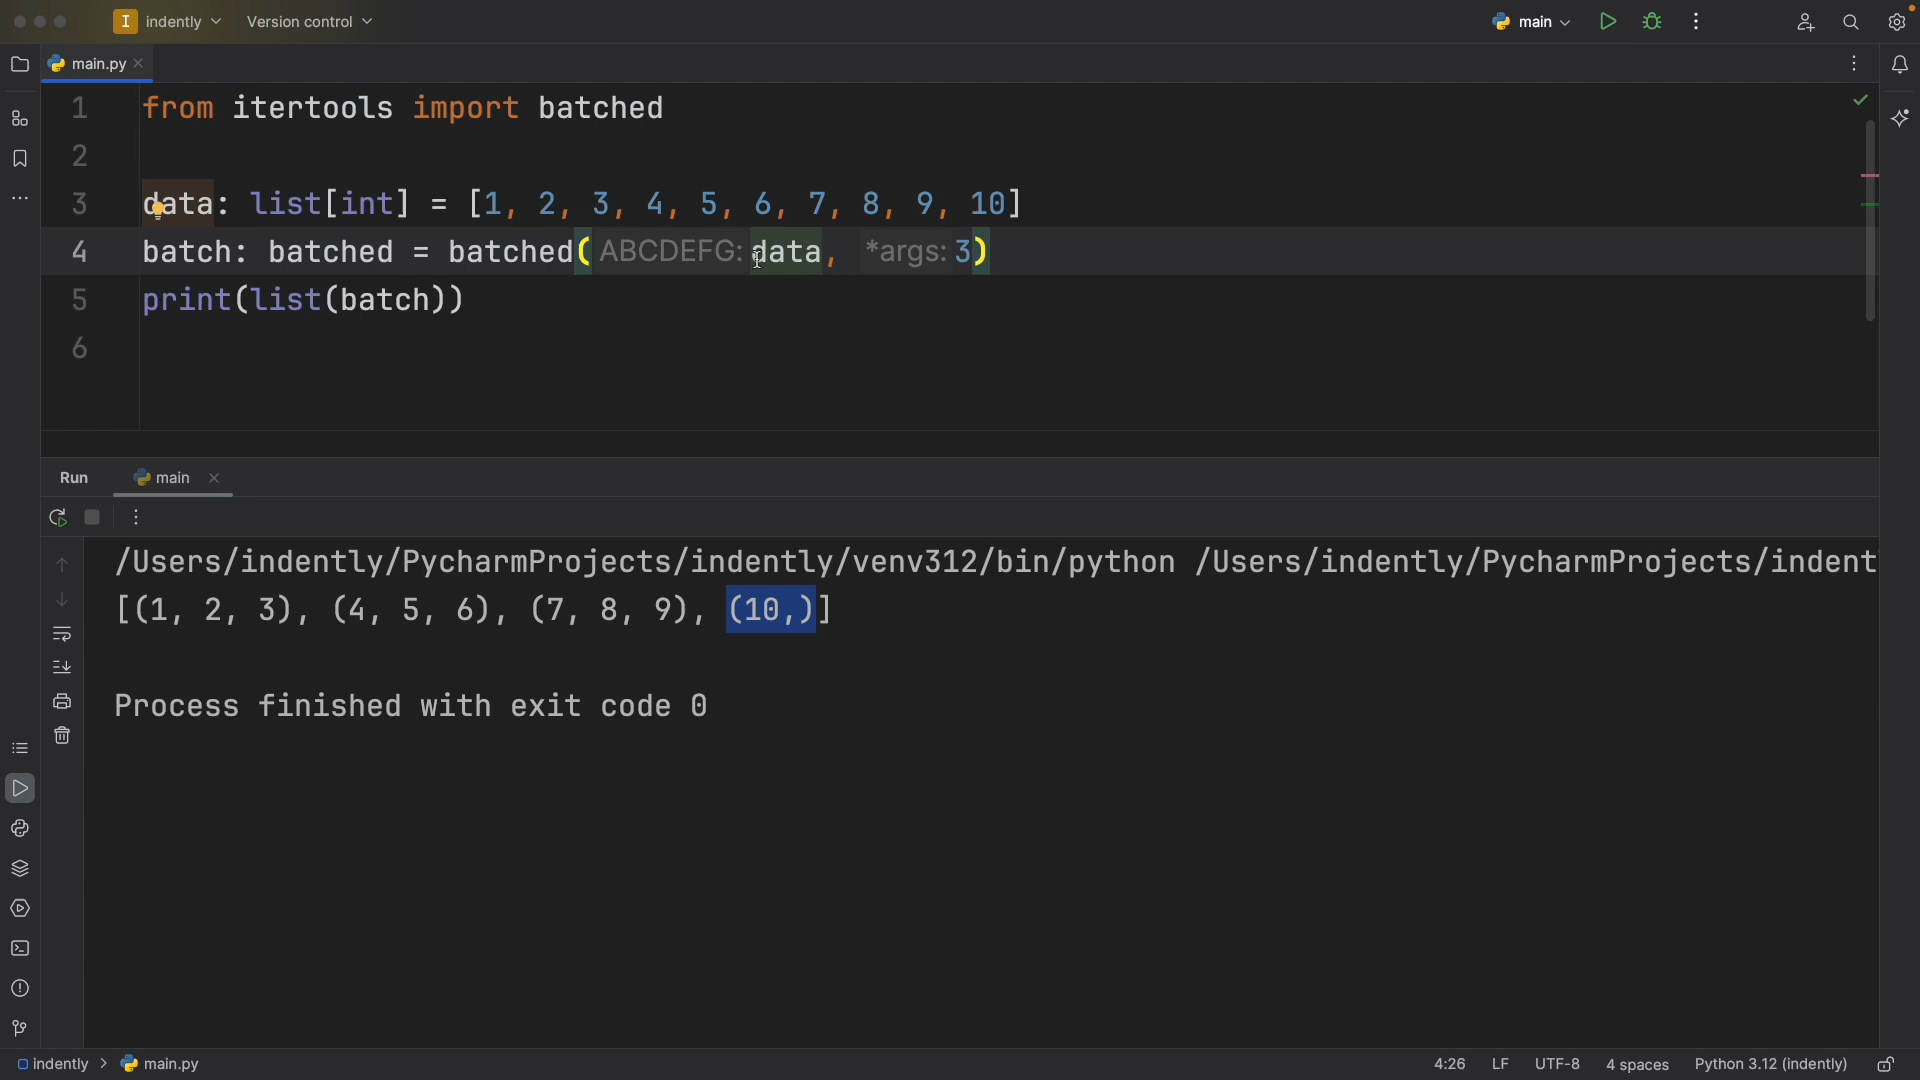 I indently Version control main
main.py
1 from itertools import batched
2
3 data: list[int] = [1, 2, 3, 4, 5, 6, 7, 8, 9, 10]
4 batch: batched = batched( ABCDEFG: data, *args: 3)
5 print(list(batch))
6
Run main
/Users/indently/PycharmProjects/indently/venv312/bin/python /Users/indently/PycharmProjects/indent
[(1, 2, 3), (4, 5, 6), (7, 8, 9), (10,)]
Process finished with exit code 0
indently > main.py 4:26 LF UTF-8 4 spaces Python 3.12 (indently)